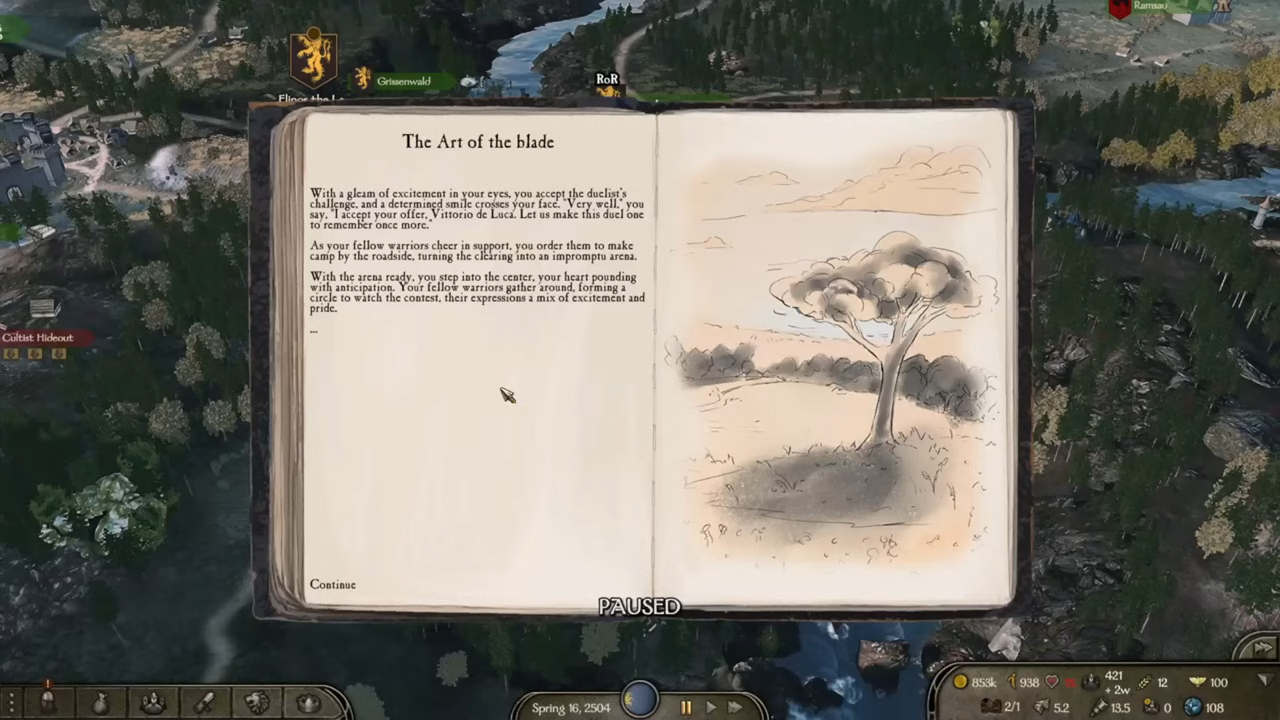 Ramsau
Grissenwald
RoR
Elinor the L
The Art of the blade
With a gleam of excitement in your eyes, you accept the duelist's
challenge, and a determined smile crosses your face. "Very well," you
say, "I accept your offer, Vittorio de Luca. Let us make this duel one
to remember once more."
As your fellow warriors cheer in support, you order them to make
camp by the roadside, turning the clearing into an impromptu arena.
With the arena ready, you step into the center, your heart pounding
with anticipation. Your fellow warriors gather around, forming a
circle to watch the contest, their expressions a mix of excitement and
pride.
...
Cultist Hideout
Continue
PAUSED
Spring 16, 2504
853k
938
421
+ 2w
12
100
2/1
5.2
13.5
0
108